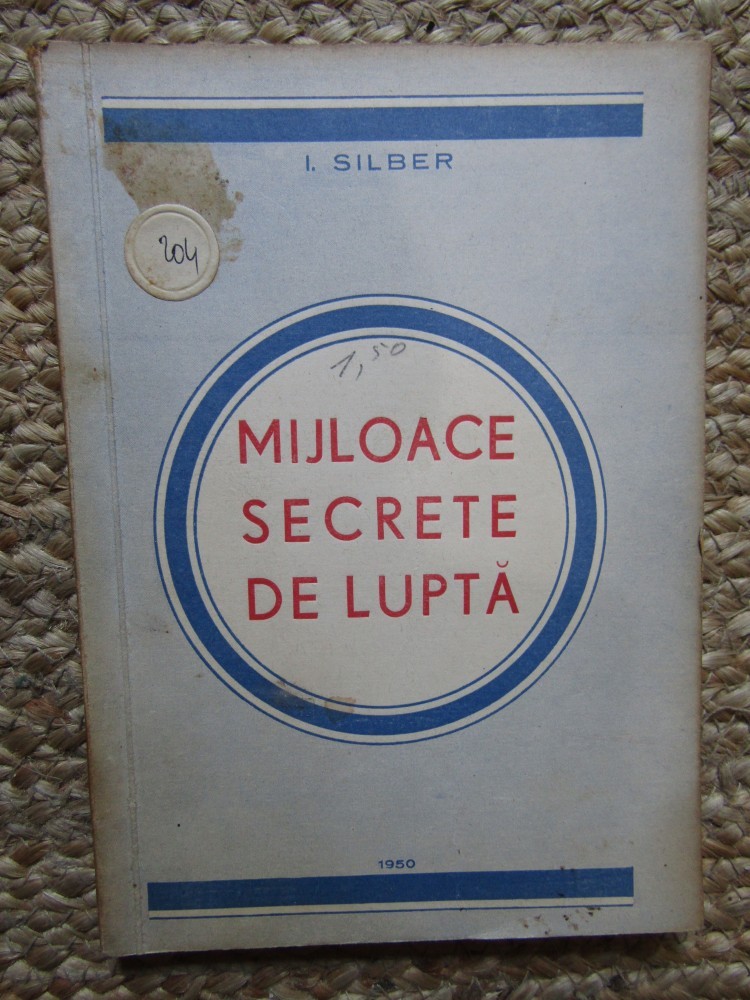 I. SILBER
204
1,50
MIJLOACE
SECRETE
DE LUPTĂ
1950